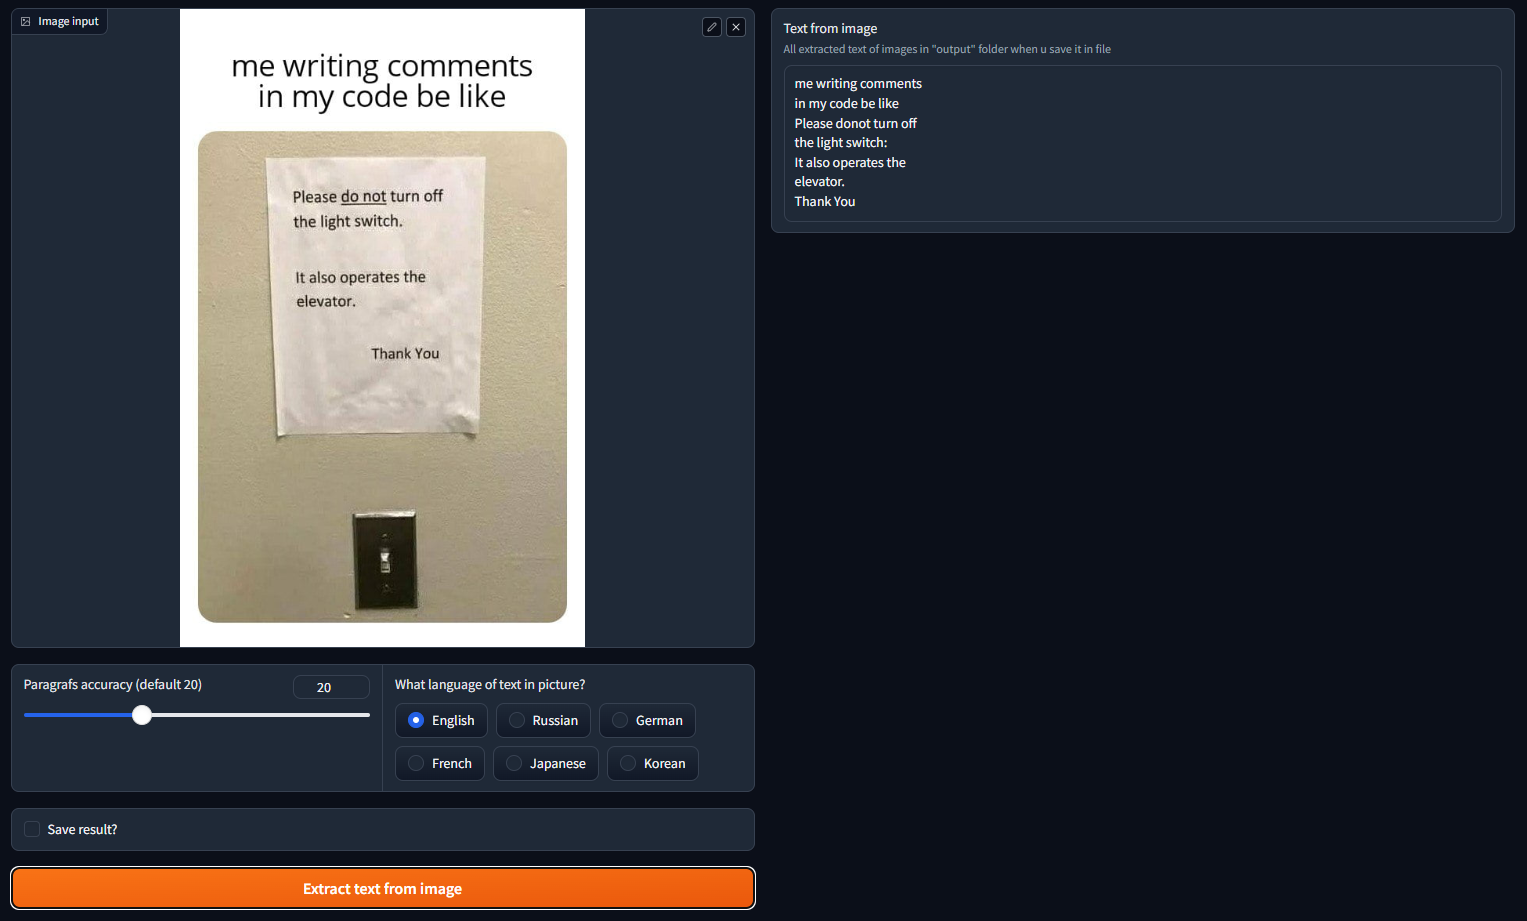 Image input
me writing comments
in my code be like
Please do not turn off
the light switch.
It also operates the
elevator.
Thank You
Paragrafs accuracy (default 20)
20
What language of text in picture?
English
Russian
German
French
Japanese
Korean
Save result?
Extract text from image
Text from image
All extracted text of images in "output" folder when u save it in file
me writing comments
in my code be like
Please donot turn off
the light switch:
It also operates the
elevator.
Thank You